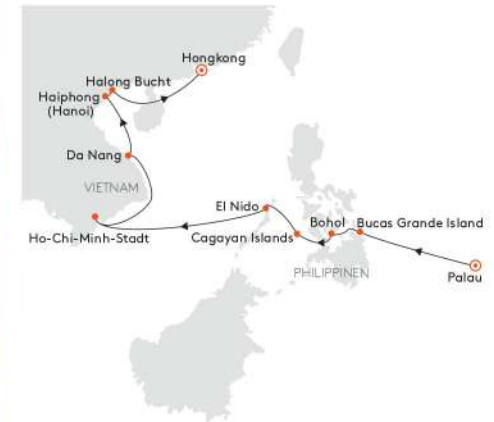 Hongkong
Halong Bucht
Haiphong
(Hanoi)
Da Nang
VIETNAM
El Nido
Bohol
Bucas Grande Island
Ho-Chi-Minh-Stadt
Cagayan Islands
PHILIPPINEN
Palau